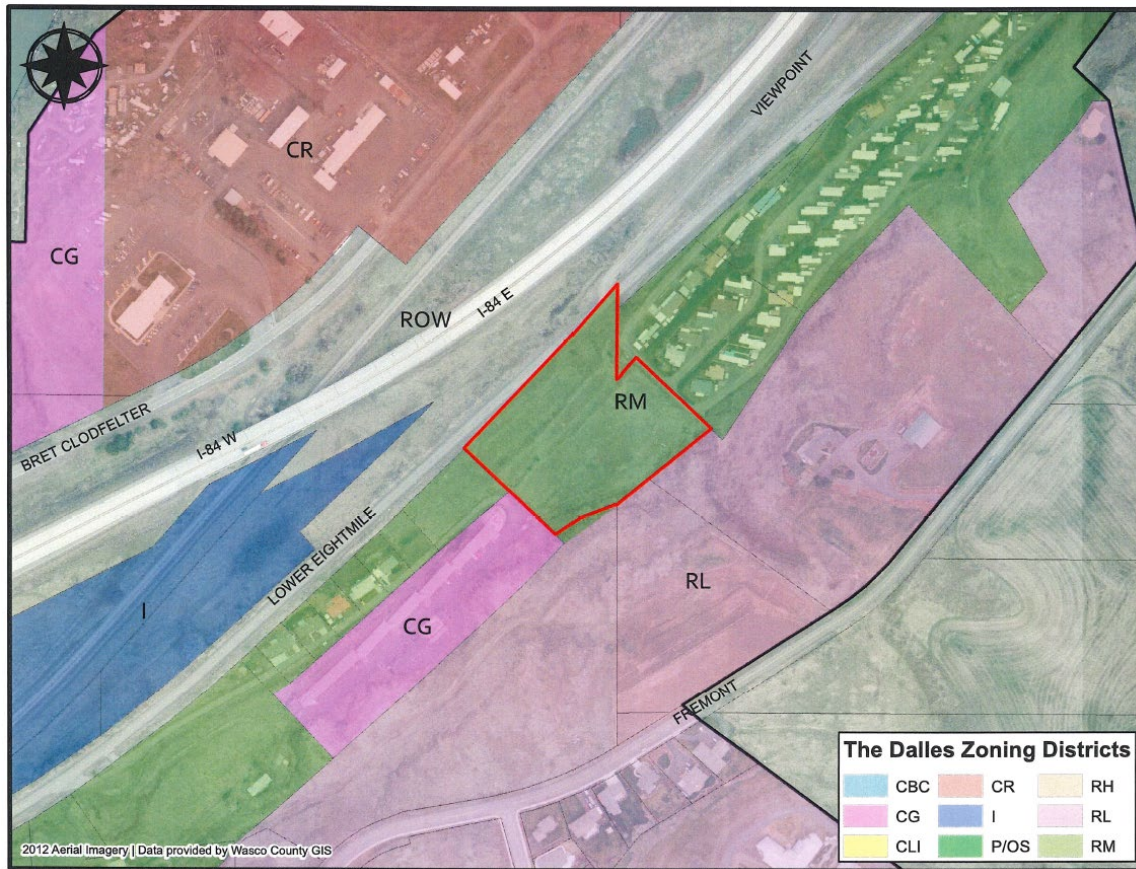 VIEWPOINT
CR
CG
I-84 E
ROW
RM
BRET CLODFELTER
I-84 W
LOWER EIGHTMILE
RL
I
CG
FREMONT
The Dalles Zoning Districts
CBC CR RH
CG I RL
CLI P/OS RM
2012 Aerial Imagery | Data provided by Wasco County GIS